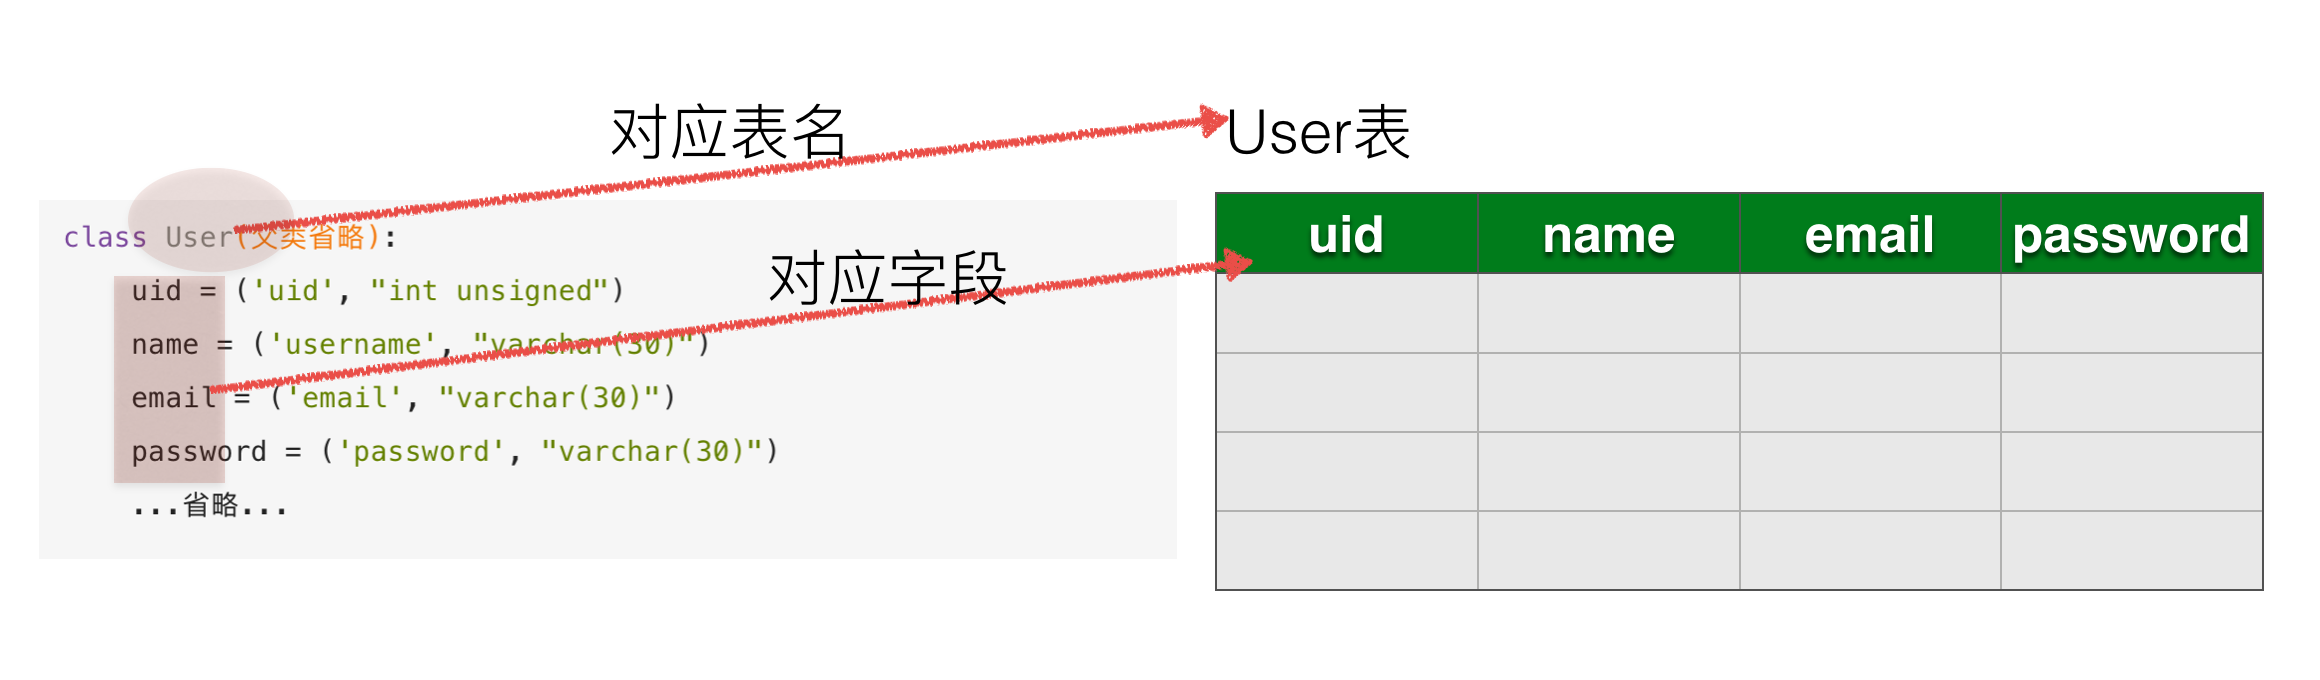 对应表名
User表
class User(父类省略):
uid = ('uid', "int unsigned")
name = ('username', "varchar(30)")
email = ('email', "varchar(30)")
password = ('password', "varchar(30)")
...省略...
对应字段
uid name email password